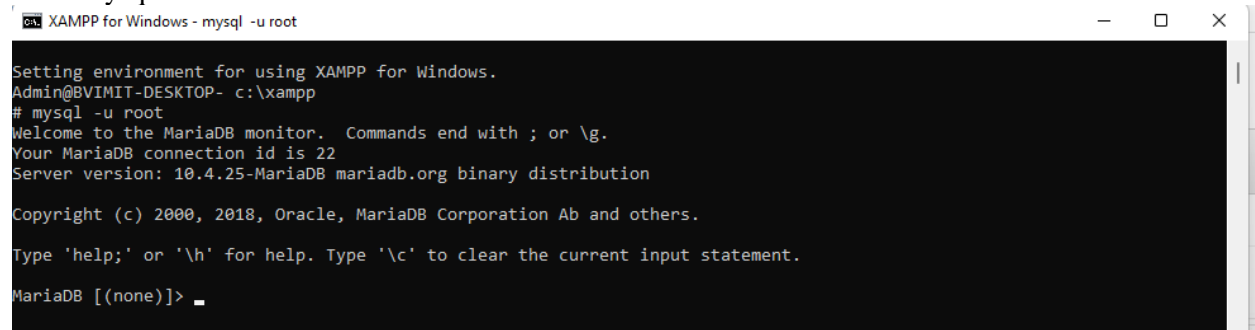 XAMPP for Windows - mysql -u root
Setting environment for using XAMPP for Windows.
Admin@BVIMIT-DESKTOP- c:\xampp
# mysql -u root
Welcome to the MariaDB monitor.  Commands end with ; or \g.
Your MariaDB connection id is 22
Server version: 10.4.25-MariaDB mariadb.org binary distribution
Copyright (c) 2000, 2018, Oracle, MariaDB Corporation Ab and others.
Type 'help;' or '\h' for help. Type '\c' to clear the current input statement.
MariaDB [(none)]> _